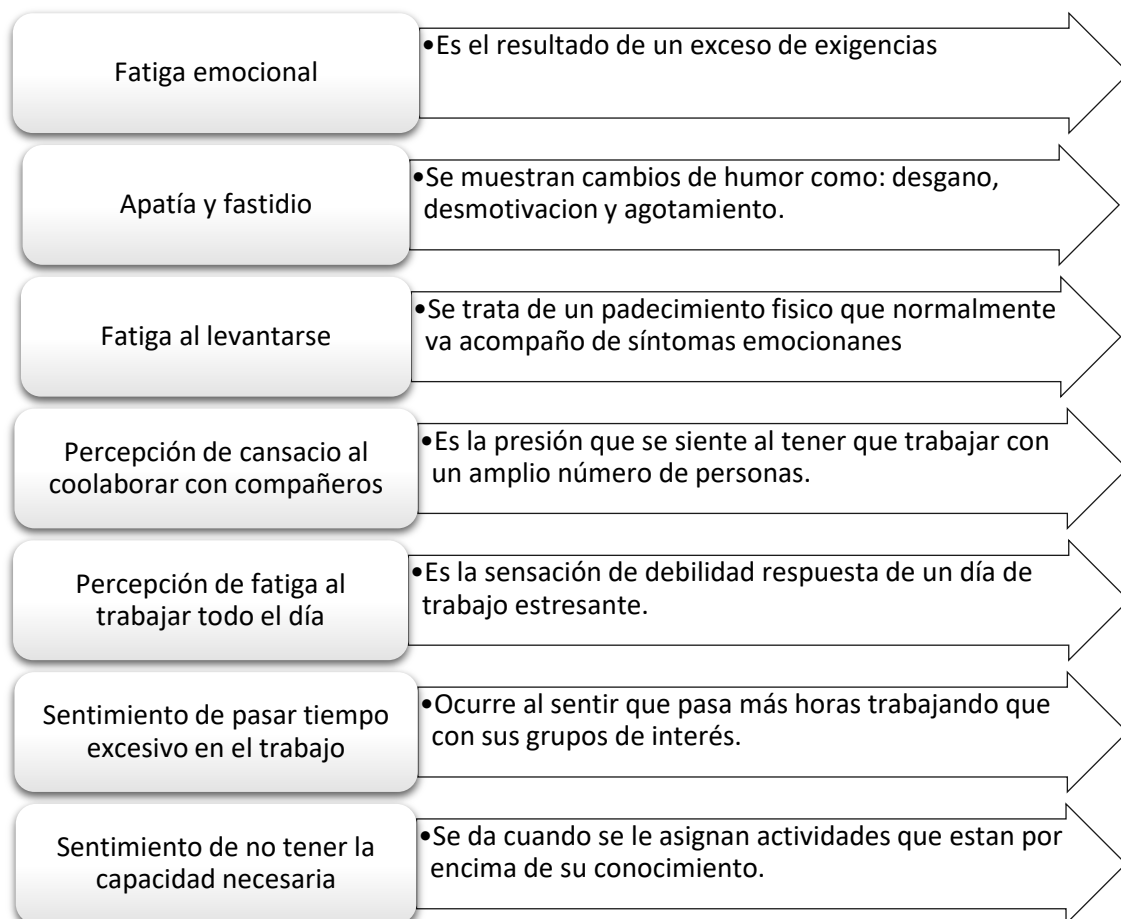 Fatiga emocional
•Es el resultado de un exceso de exigencias
Apatía y fastidio
•Se muestran cambios de humor como: desgano,
desmotivacion y agotamiento.
Fatiga al levantarse
•Se trata de un padecimiento fisico que normalmente
va acompaño de síntomas emocionanes
Percepción de cansacio al
coolaborar con compañeros
•Es la presión que se siente al tener que trabajar con
un amplio número de personas.
Percepción de fatiga al
trabajar todo el día
•Es la sensación de debilidad respuesta de un día de
trabajo estresante.
Sentimiento de pasar tiempo
excesivo en el trabajo
•Ocurre al sentir que pasa más horas trabajando que
con sus grupos de interés.
Sentimiento de no tener la
capacidad necesaria
•Se da cuando se le asignan actividades que estan por
encima de su conocimiento.